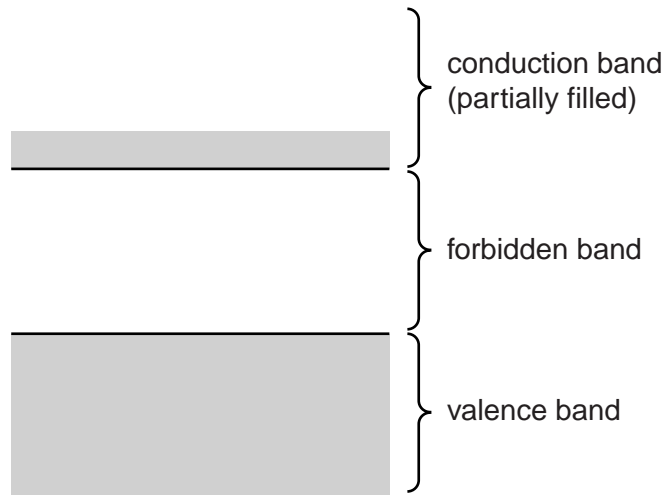 conduction band
(partially filled)
forbidden band
valence band